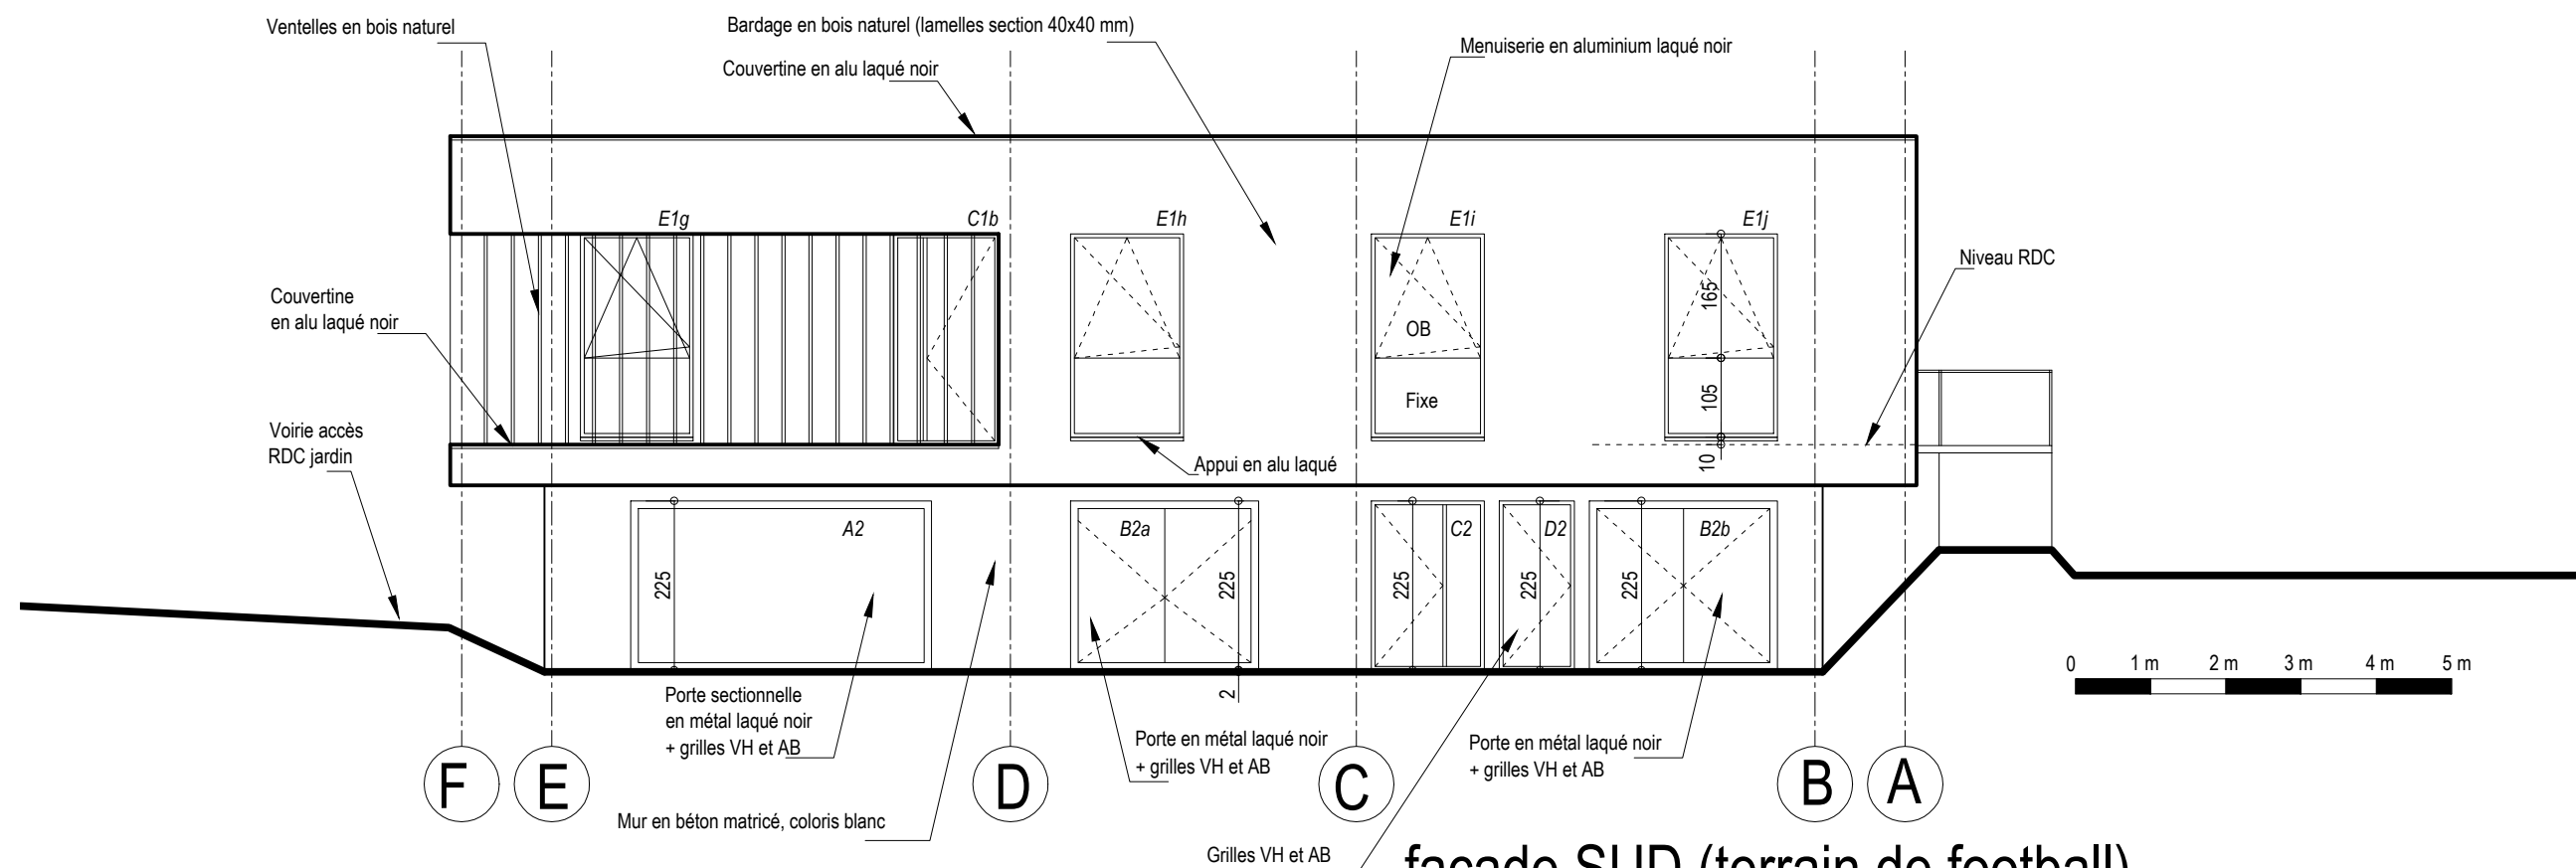 Ventelles en bois naturel
Bardage en bois naturel (lamelles section 40x40 mm)
Menuiserie en aluminium laqué noir
Couvertine en alu laqué noir
E1g
C1b
E1h
E1i
E1j
Niveau RDC
Couvertine
en alu laqué noir
165
OB
105
Fixe
Voirie accès
RDC jardin
10
Appui en alu laqué
A2
B2a
C2
D2
B2b
225
225
225
225
225
0 1 m 2 m 3 m 4 m 5 m
2
Porte sectionnelle
en métal laqué noir
+ grilles VH et AB
Porte en métal laqué noir
+ grilles VH et AB
Porte en métal laqué noir
+ grilles VH et AB
F E D C B A
Mur en béton matricé, coloris blanc
Grilles VH et AB
façade SUD (terrain de football)